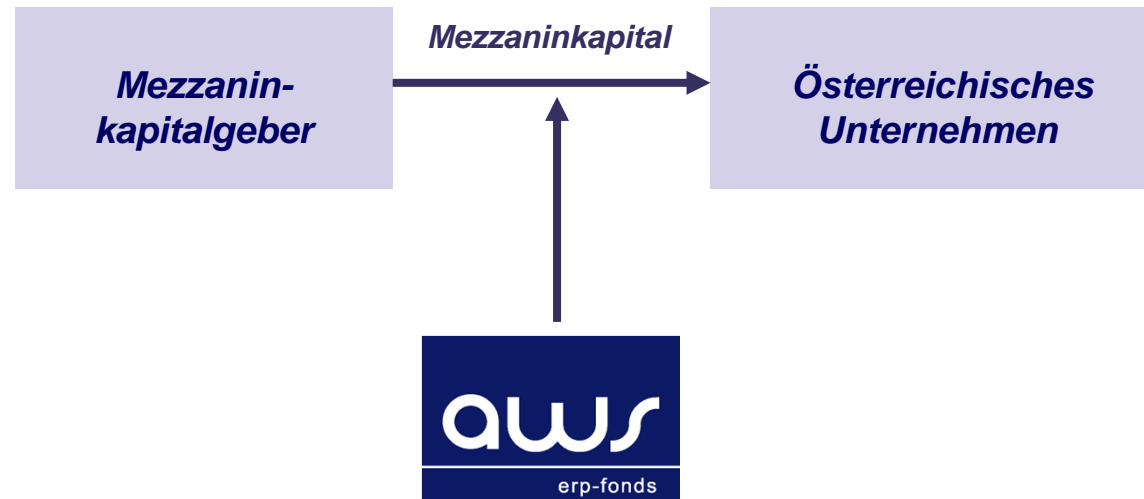 Mezzaninkapital
Mezzanin-
kapitalgeber
Österreichisches
Unternehmen
aws
erp-fonds